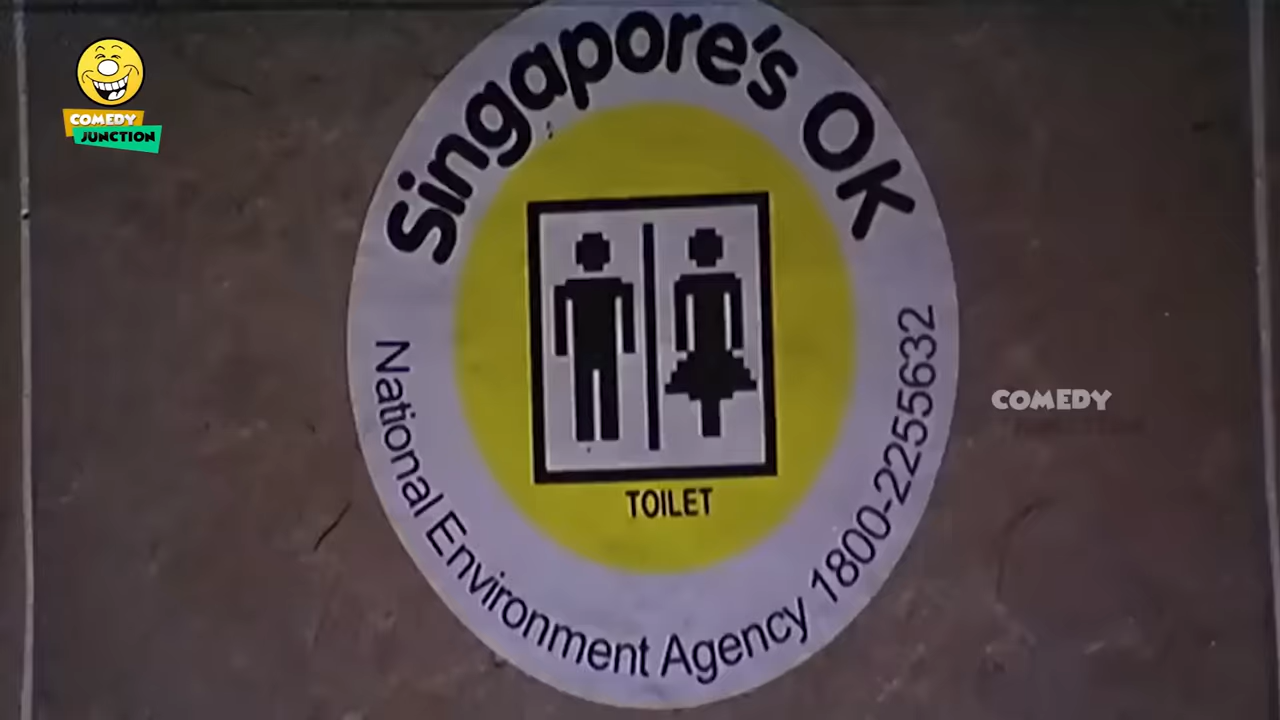 COMEDY
JUNCTION
Singapore's OK
TOILET
National Environment Agency 1800-2255632
COMEDY